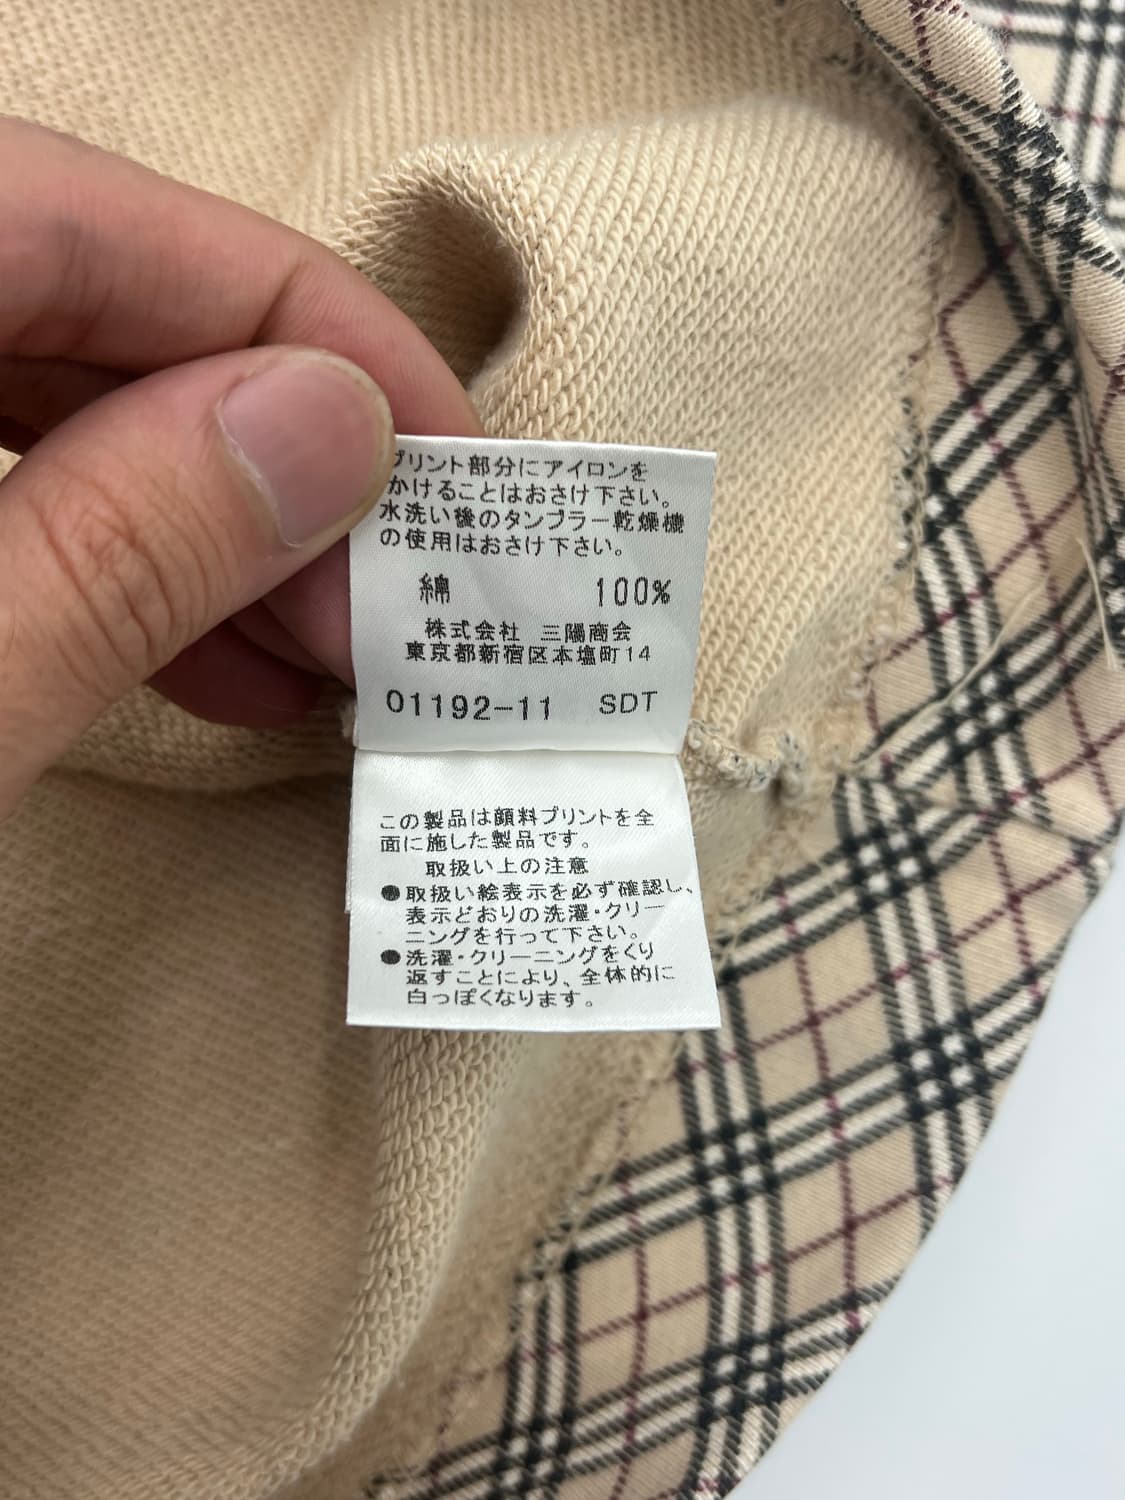 プリント部分にアイロンを
かけることはおさけ下さい。
水洗い後のタンブラー乾燥機
の使用はおさけ下さい。
綿 100%
株式会社 三陽商会
東京都新宿区本塩町14
01192-11 SDT
この製品は顔料プリントを全
面に施した製品です。
取扱い上の注意
●取扱い絵表示を必ず確認し、
表示どおりの洗濯・クリー
ニングを行って下さい。
●洗濯・クリーニングをくり
返すことにより、全体的に
白っぽくなります。